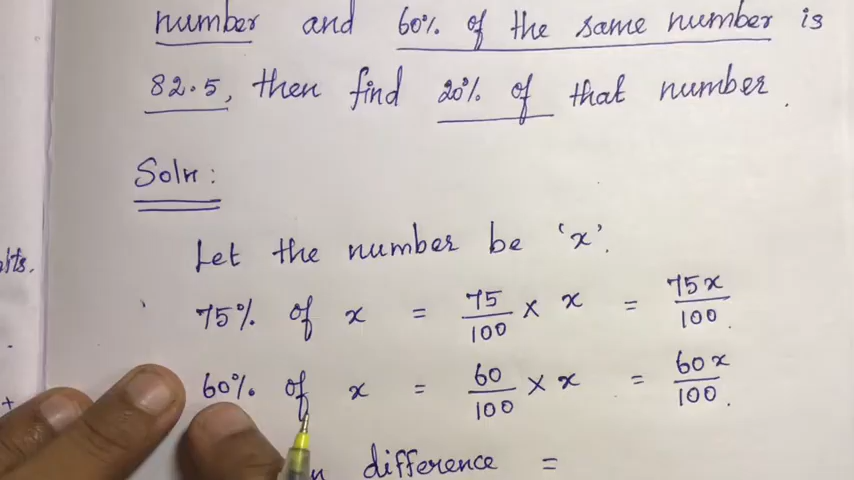 number and 60% of the same number is
82.5, then find 20% of that number.
Soln:
Let the number be 'x'.
75% of x = 75/100 × x = 75x/100.
60% of x = 60/100 × x = 60x/100.
difference =